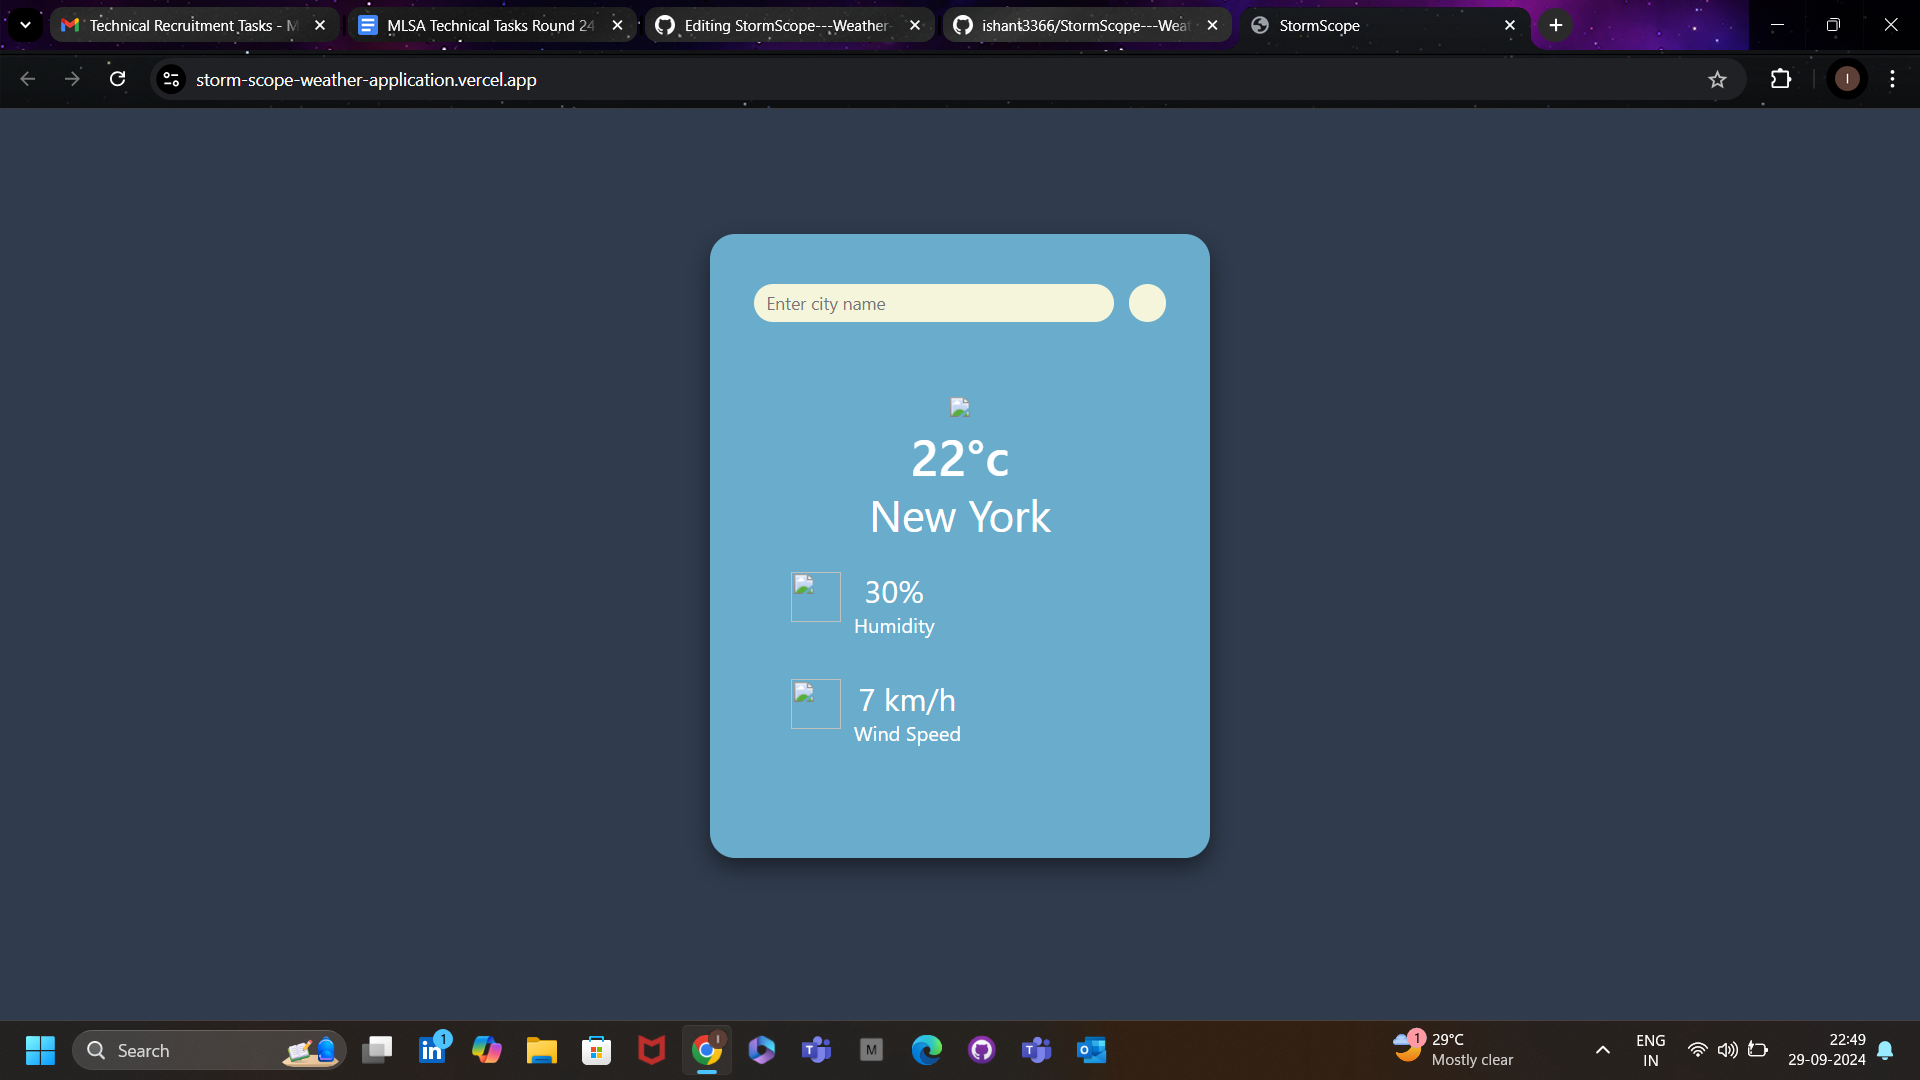 Technical Recruitment Tasks - M
MLSA Technical Tasks Round 24
Editing StormScope---Weather-
ishant3366/StormScope---Weat
StormScope
storm-scope-weather-application.vercel.app
I
Enter city name
22°c
New York
30%
Humidity
7 km/h
Wind Speed
Search
1
I
M
1
29°C
Mostly clear
ENG
IN
22:49
29-09-2024